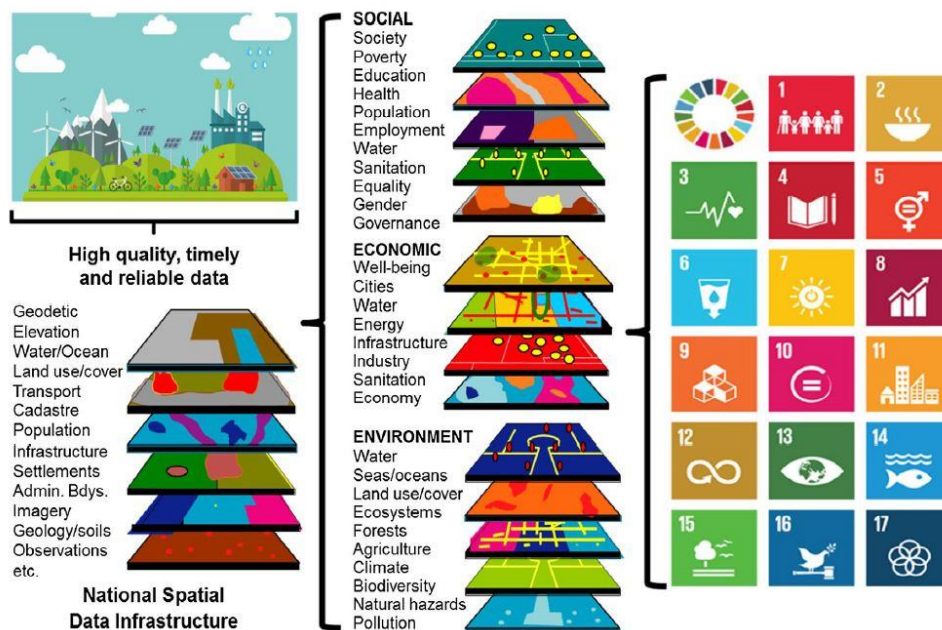 High quality, timely
and reliable data
Geodetic
Elevation
Water/Ocean
Land use/cover
Transport
Cadastre
Population
Infrastructure
Settlements
Admin. Bdys.
Imagery
Geology/soils
Observations
etc.
National Spatial
Data Infrastructure
SOCIAL
Society
Poverty
Education
Health
Population
Employment
Water
Sanitation
Equality
Gender
Governance
ECONOMIC
Well-being
Cities
Water
Energy
Infrastructure
Industry
Sanitation
Economy
ENVIRONMENT
Water
Seas/oceans
Land use/cover
Ecosystems
Forests
Agriculture
Climate
Biodiversity
Natural hazards
Pollution
1
2
3
4
5
6
7
8
9
10
11
12
13
14
15
16
17